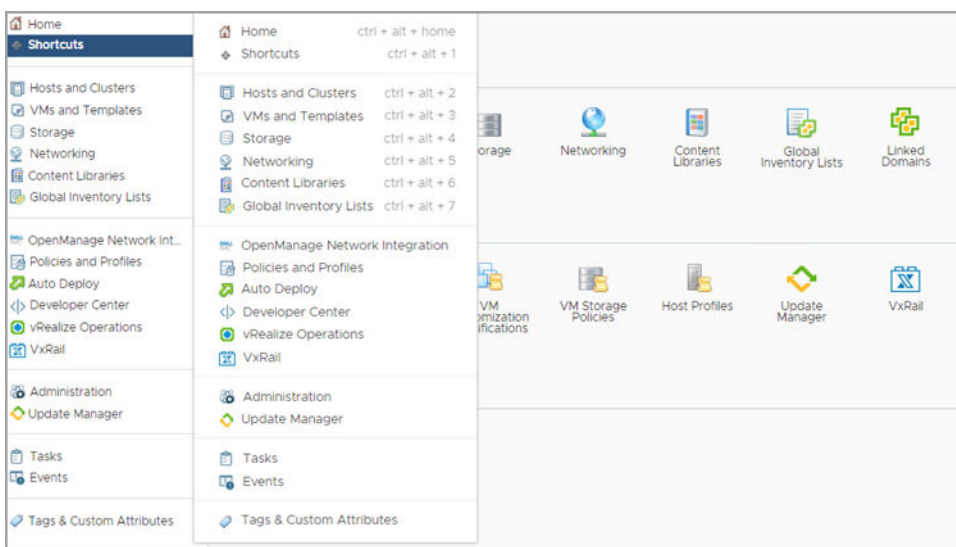 Home
Shortcuts
Hosts and Clusters
VMs and Templates
Storage
Networking
Content Libraries
Global Inventory Lists
OpenManage Network Int...
Policies and Profiles
Auto Deploy
Developer Center
vRealize Operations
VxRail
Administration
Update Manager
Tasks
Events
Tags & Custom Attributes
Home ctrl + alt + home
Shortcuts ctrl + alt + 1
Hosts and Clusters ctrl + alt + 2
VMs and Templates ctrl + alt + 3
Storage ctrl + alt + 4
Networking ctrl + alt + 5
Content Libraries ctrl + alt + 6
Global Inventory Lists ctrl + alt + 7
OpenManage Network Integration
Policies and Profiles
Auto Deploy
Developer Center
vRealize Operations
VxRail
Administration
Update Manager
Tasks
Events
Tags & Custom Attributes
orage
Networking
Content
Libraries
Global
Inventory Lists
Linked
Domains
VM
omization
ifications
VM Storage
Policies
Host Profiles
Update
Manager
VxRail